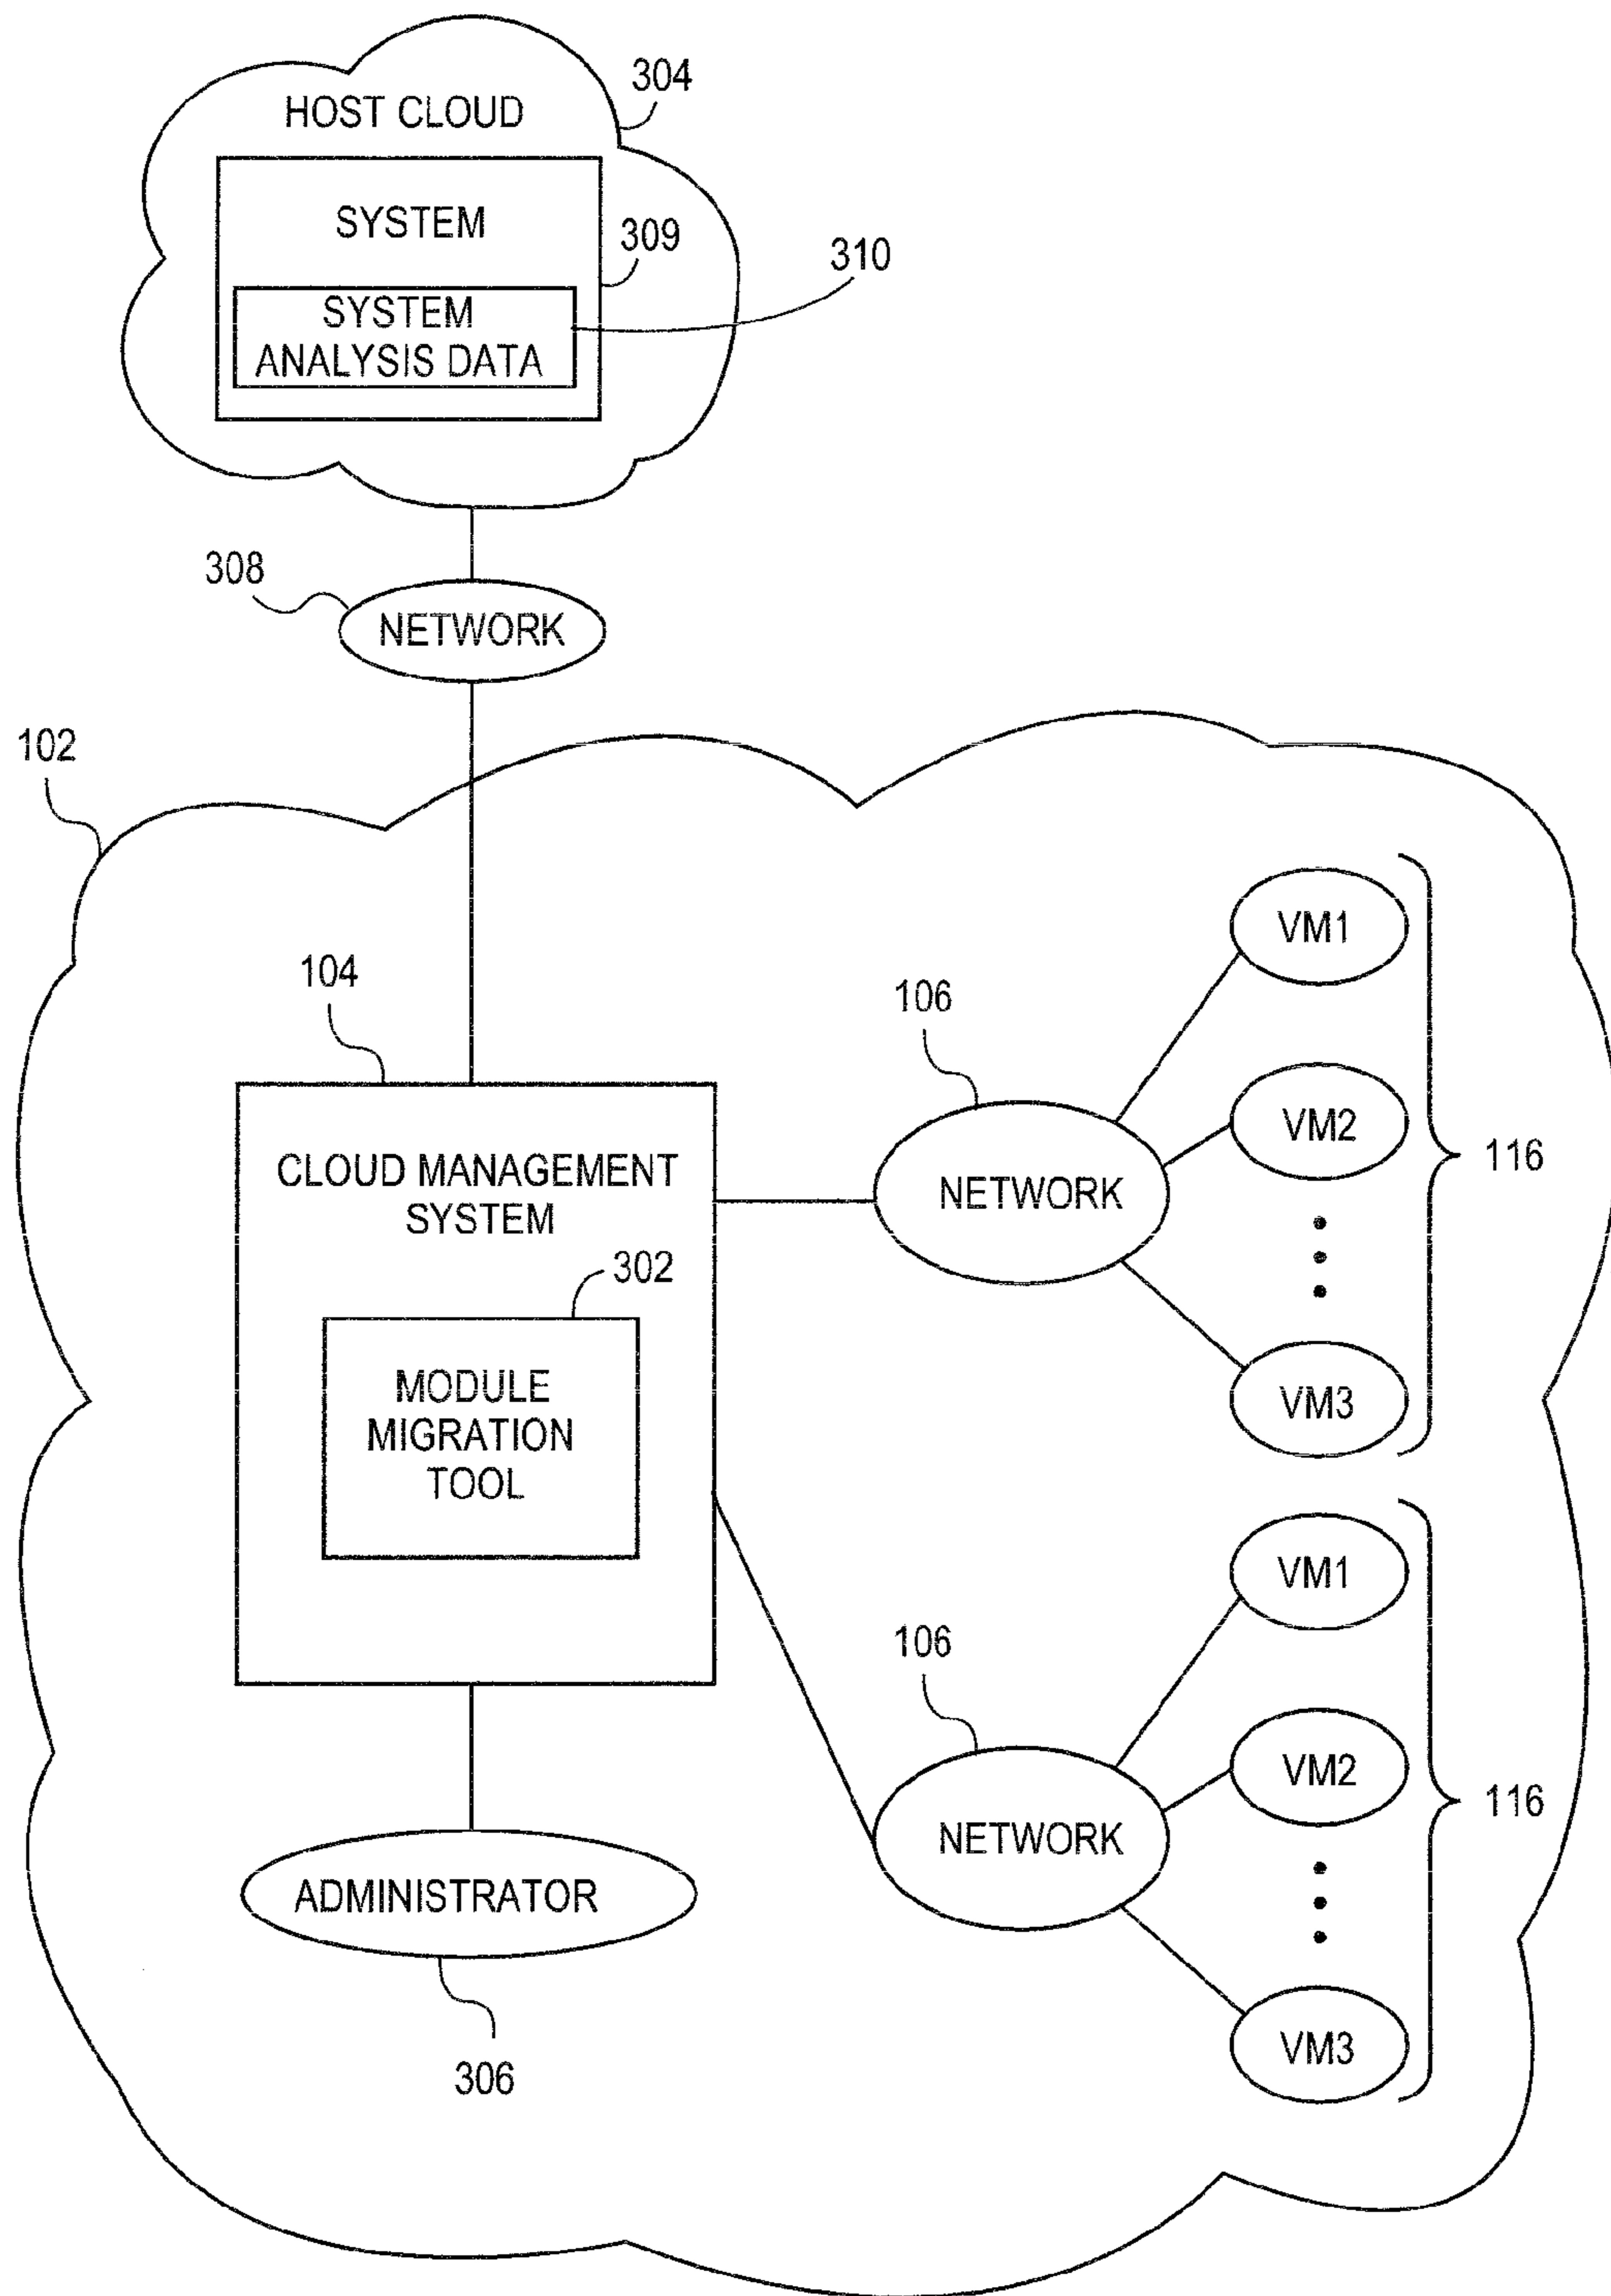 304
HOST CLOUD
SYSTEM
309
310
SYSTEM
ANALYSIS DATA
308
NETWORK
102
VM1
104
106
VM2
116
CLOUD MANAGEMENT
SYSTEM
NETWORK
302
MODULE
MIGRATION
TOOL
VM3
VM1
106
VM2
116
NETWORK
ADMINISTRATOR
VM3
306